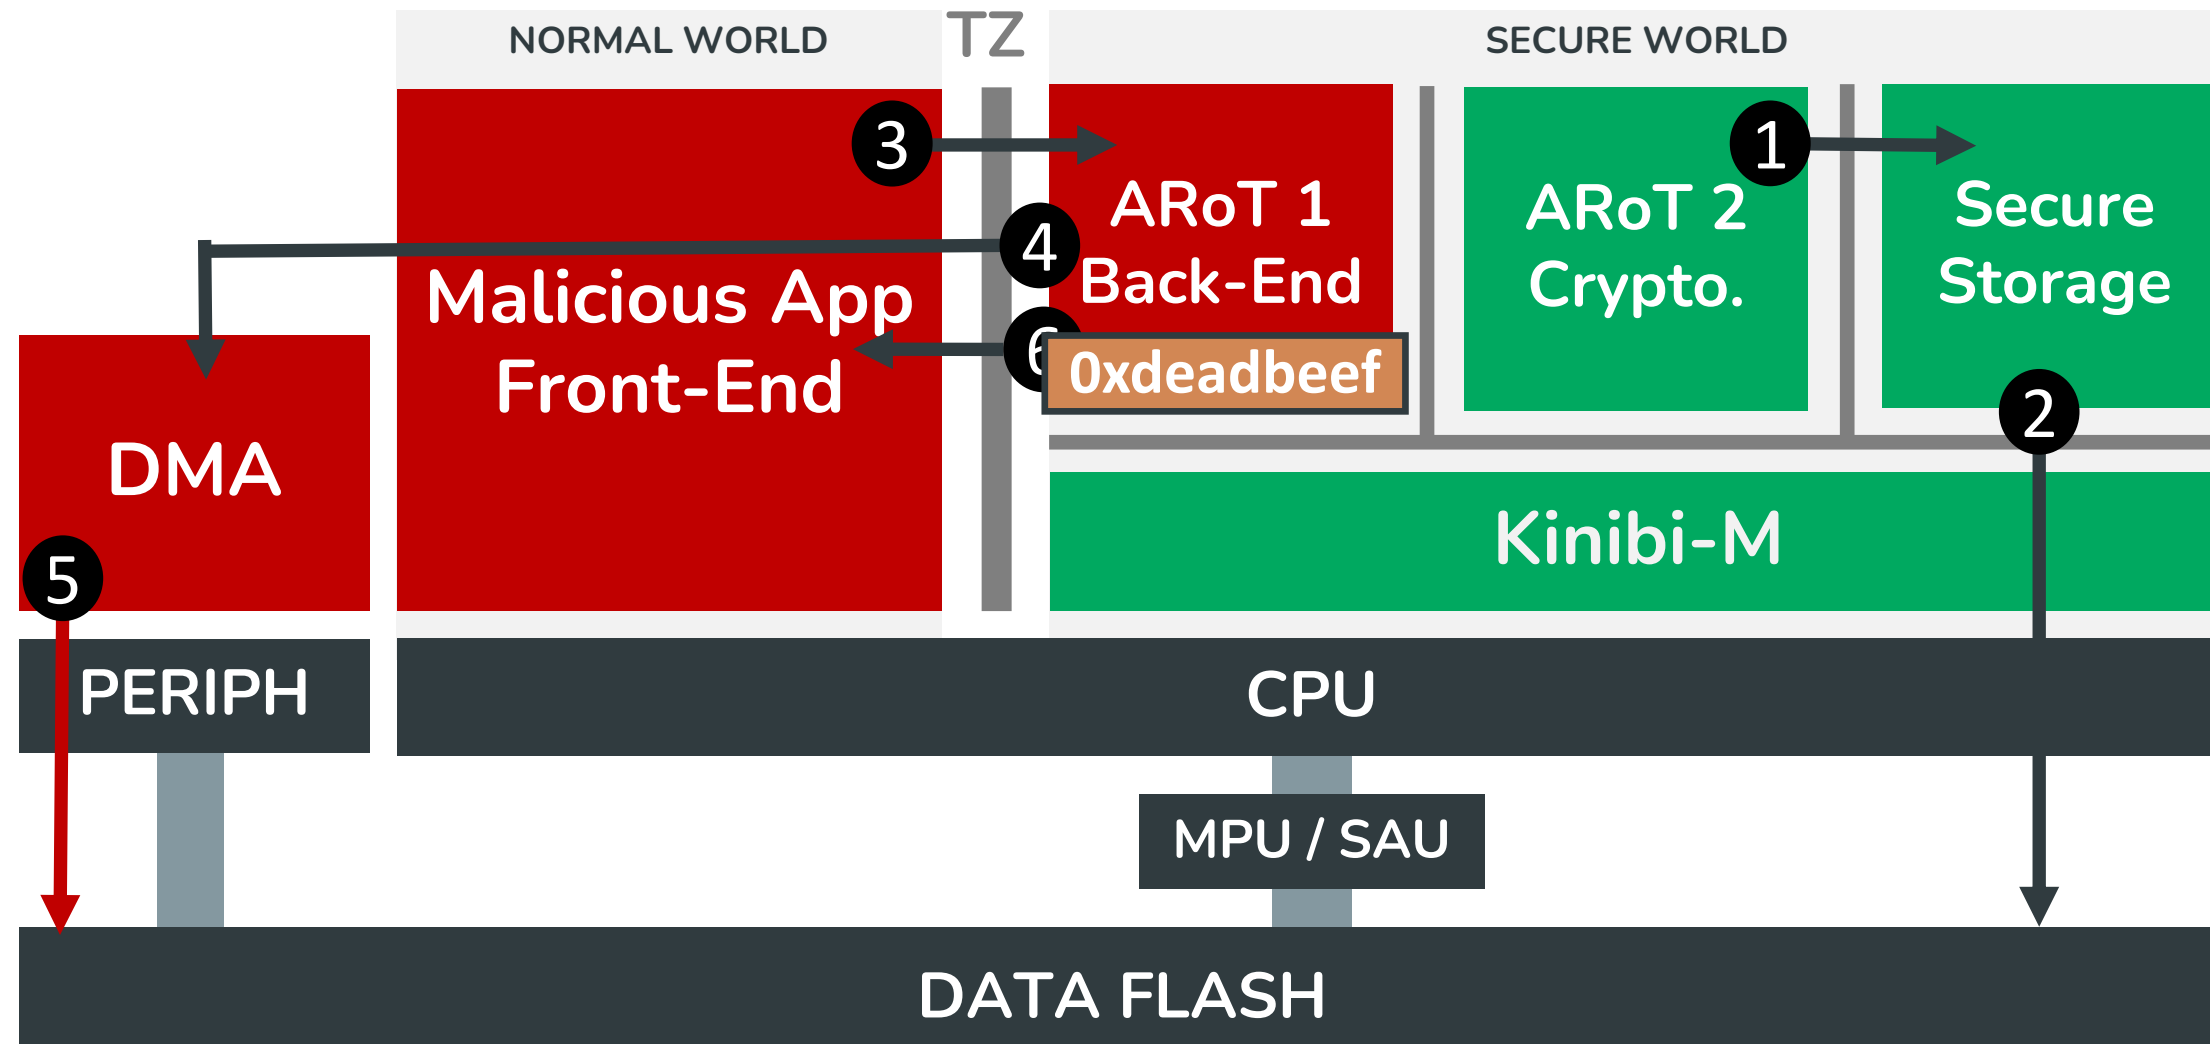 NORMAL WORLD
TZ
SECURE WORLD
3
1
ARoT 1
Back-End
ARoT 2
Crypto.
Secure
Storage
4
Malicious App
Front-End
6
0xdeadbeef
2
DMA
5
Kinibi-M
PERIPH
CPU
MPU / SAU
DATA FLASH